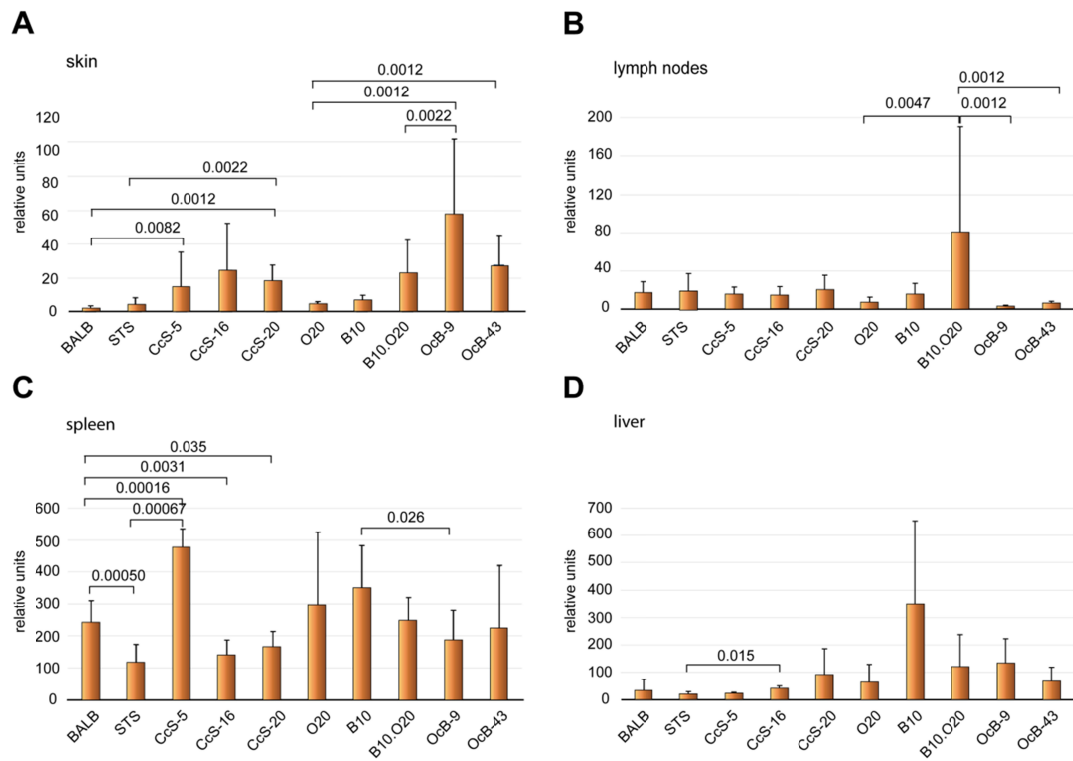 A
skin
0.0012
0.0012
0.0022
0.0022
0.0012
0.0082
relative units
120
100
80
60
40
20
0
BALB
STS
CcS-5
CcS-16
CcS-20
O20
B10
B10.O20
OcB-9
OcB-43
B
lymph nodes
0.0012
0.0047
0.0012
relative units
200
160
120
80
40
0
BALB
STS
CcS-5
CcS-16
CcS-20
O20
B10
B10.O20
OcB-9
OcB-43
C
spleen
0.035
0.0031
0.00016
0.00067
0.026
0.00050
relative units
600
500
400
300
200
100
0
BALB
STS
CcS-5
CcS-16
CcS-20
O20
B10
B10.O20
OcB-9
OcB-43
D
liver
0.015
relative units
700
600
500
400
300
200
100
0
BALB
STS
CcS-5
CcS-16
CcS-20
O20
B10
B10.O20
OcB-9
OcB-43